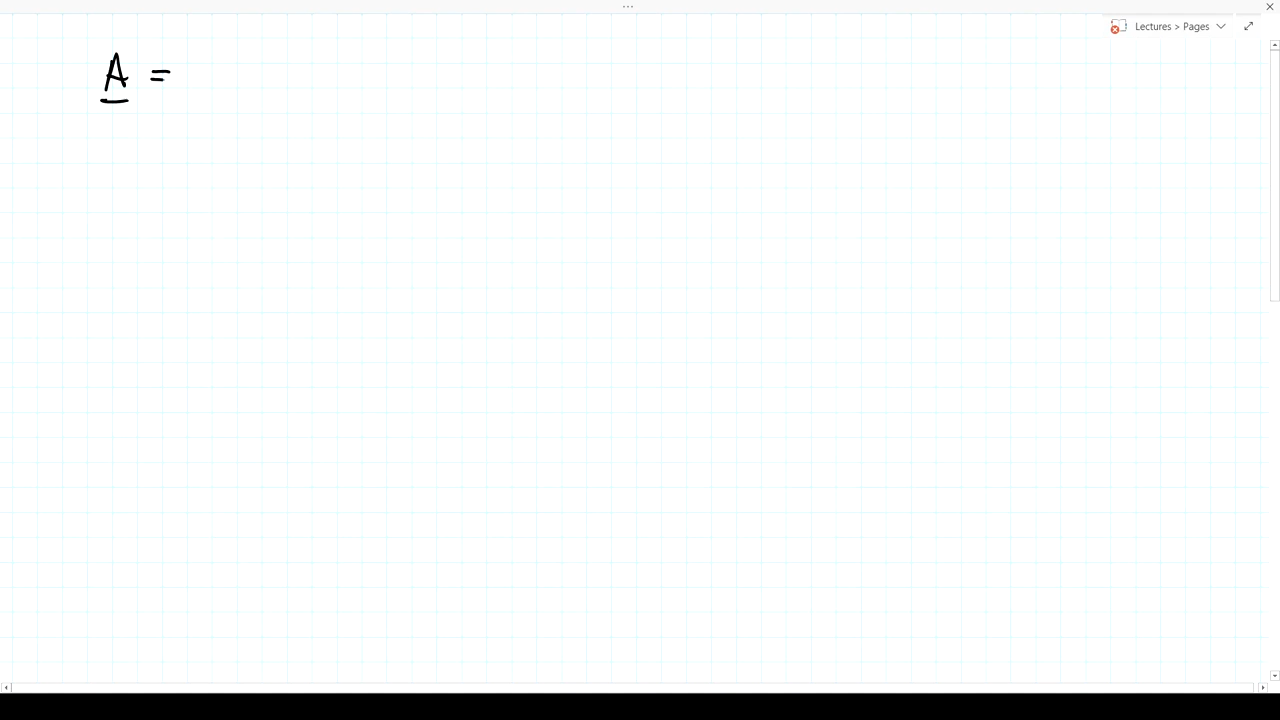 Lectures > Pages
A =